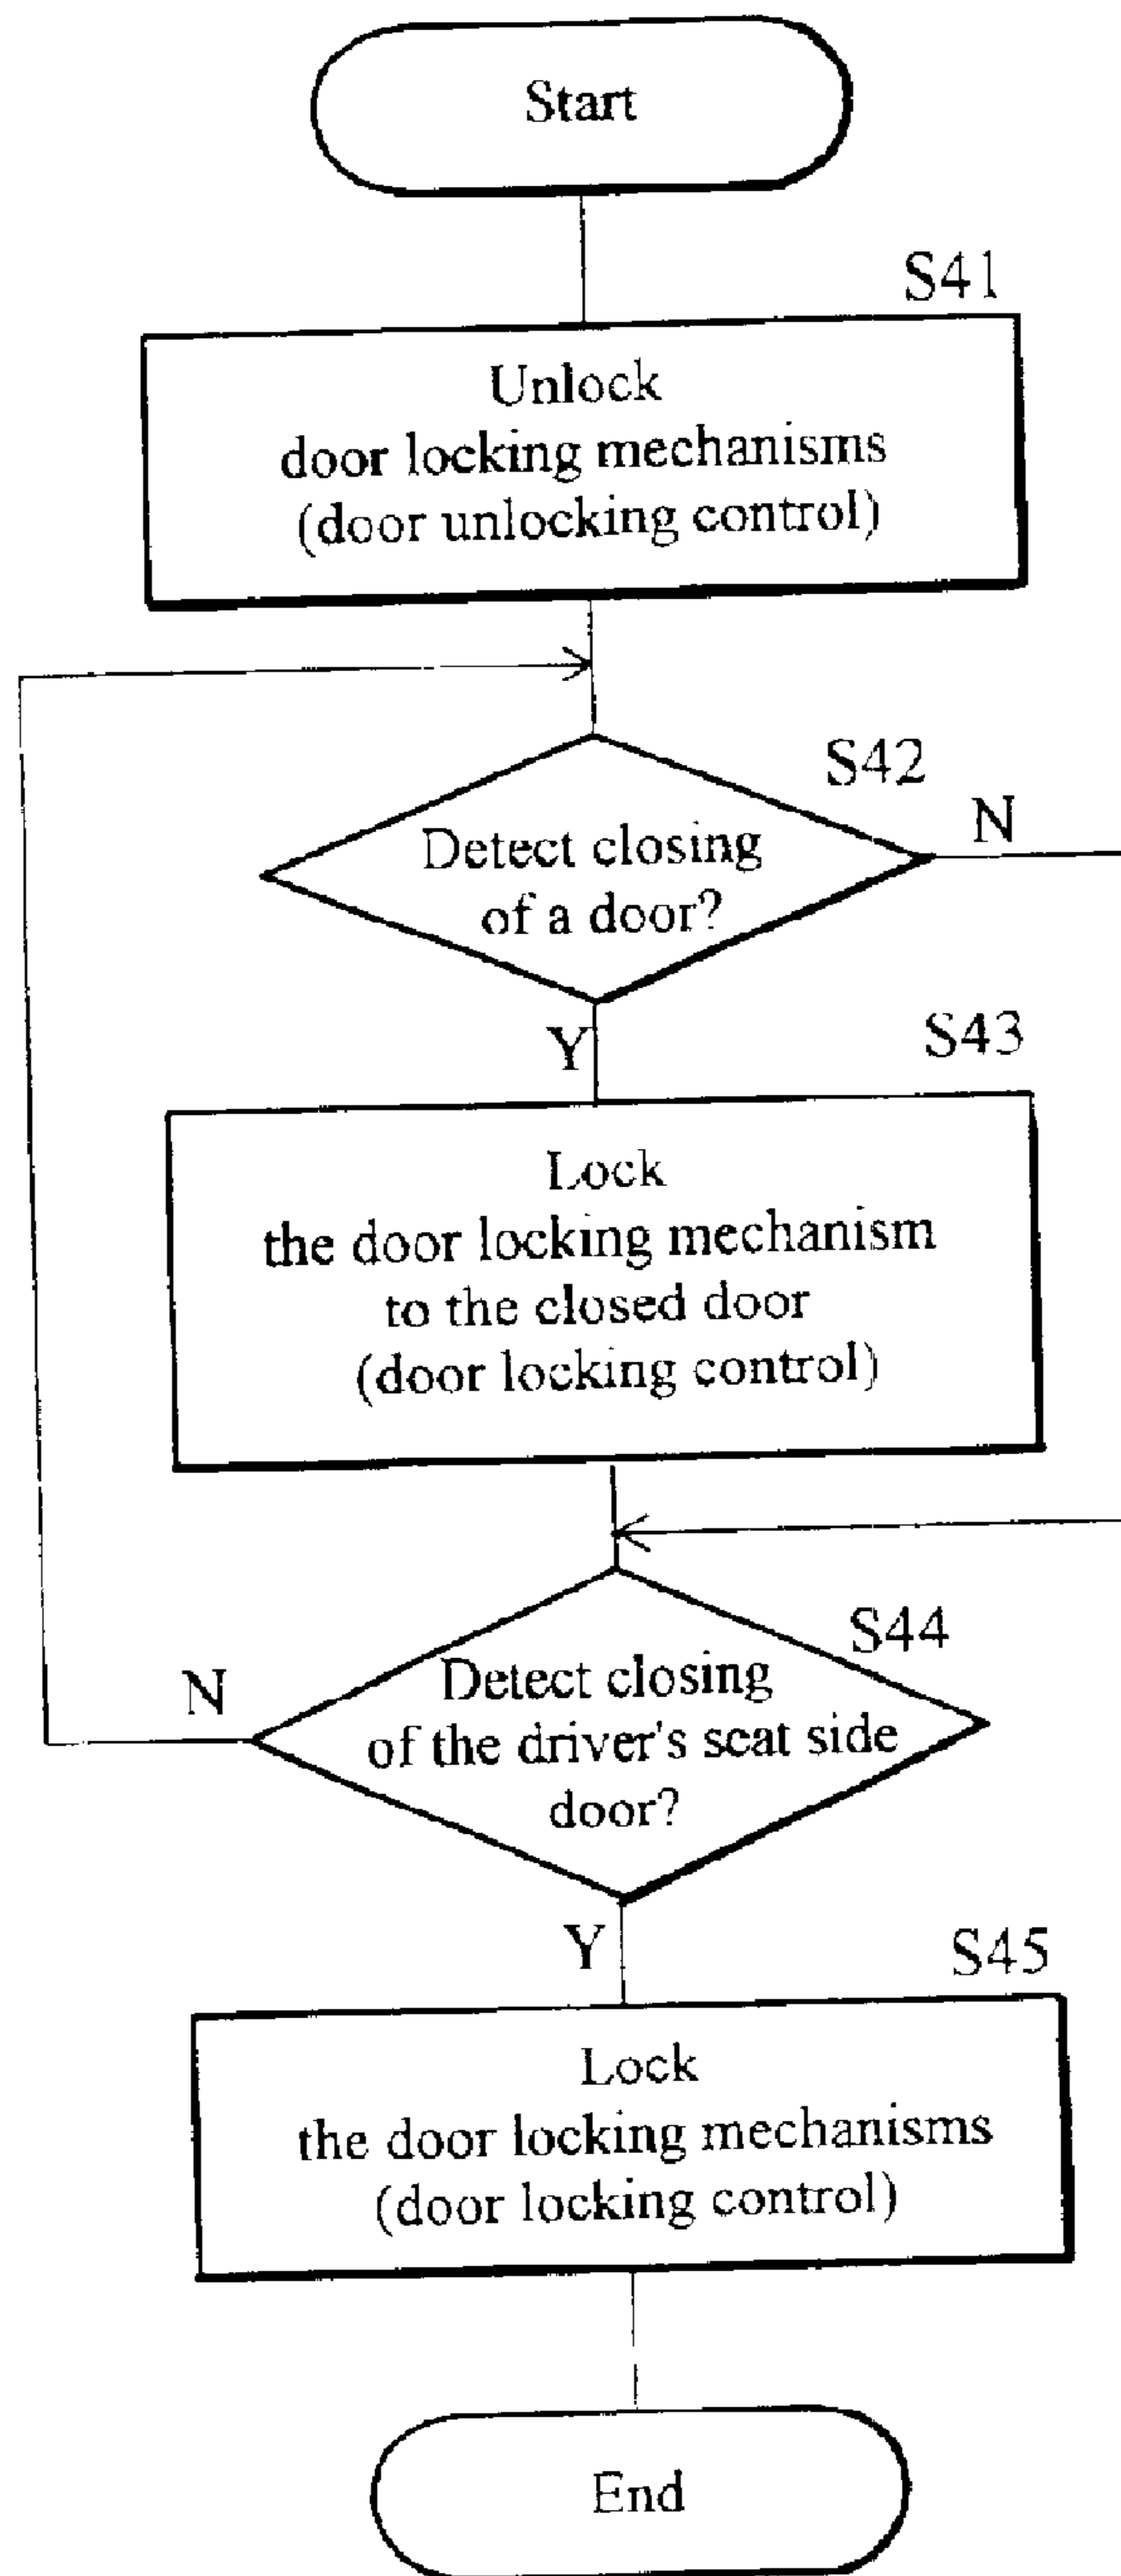 Start
S41
Unlock
door locking mechanisms
(door unlocking control)
S42
N
Detect closing
of a door?
Y
S43
Lock
the door locking mechanism
to the closed door
(door locking control)
S44
N
Detect closing
of the driver's seat side
door?
Y
S45
Lock
the door locking mechanisms
(door locking control)
End